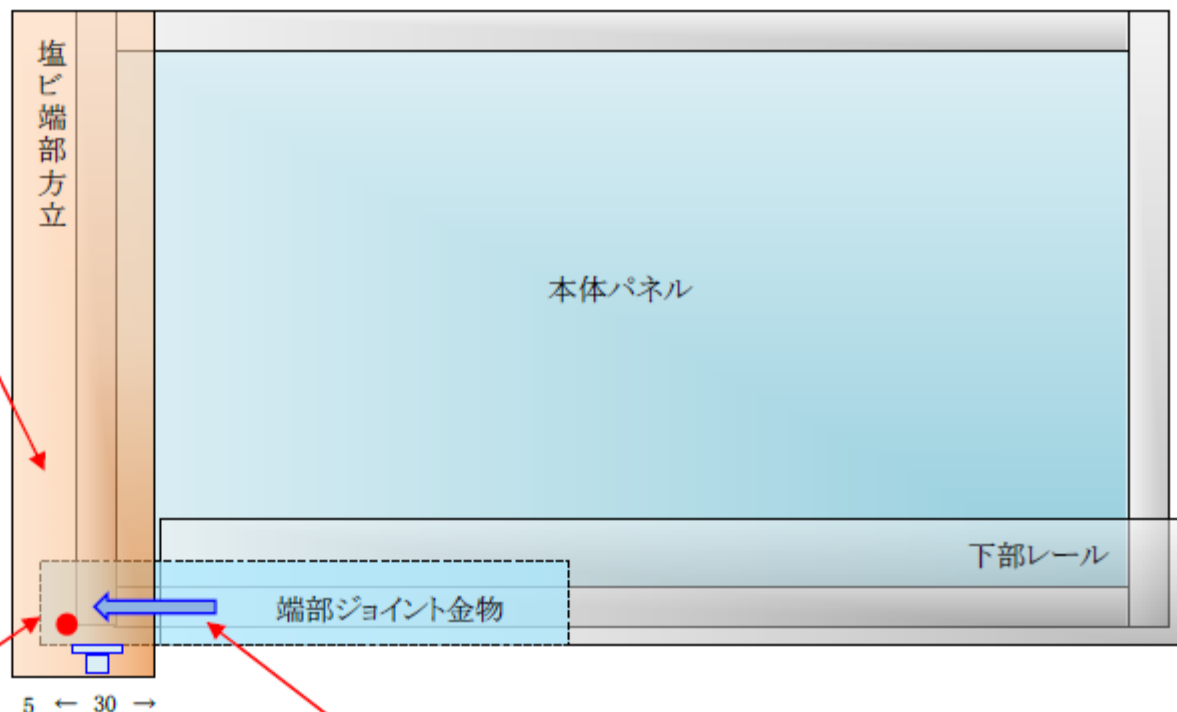 塩ビ端部方立
本体パネル
下部レール
端部ジョイント金物
5 ← 30 →